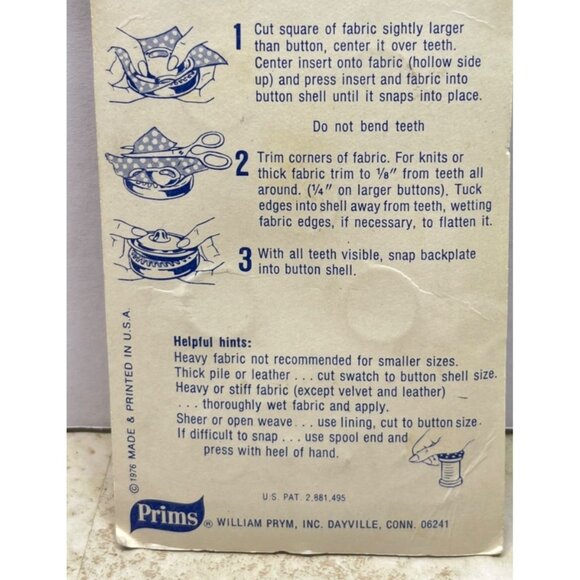 1 Cut square of fabric sightly larger
than button, center it over teeth.
Center insert onto fabric (hollow side
up) and press insert and fabric into
button shell until it snaps into place.
Do not bend teeth
2 Trim corners of fabric. For knits or
thick fabric trim to 1/8" from teeth all
around. (1/4" on larger buttons). Tuck
edges into shell away from teeth, wetting
fabric edges, if necessary, to flatten it.
3 With all teeth visible, snap backplate
into button shell.
Helpful hints:
Heavy fabric not recommended for smaller sizes.
Thick pile or leather . . . cut swatch to button shell size.
Heavy or stiff fabric (except velvet and leather)
. . . thoroughly wet fabric and apply.
Sheer or open weave . . . use lining, cut to button size.
If difficult to snap . . . use spool end and
press with heel of hand.
© 1976 MADE & PRINTED IN U.S.A.
U.S. PAT. 2,881,495
Prims ® WILLIAM PRYM, INC. DAYVILLE, CONN. 06241